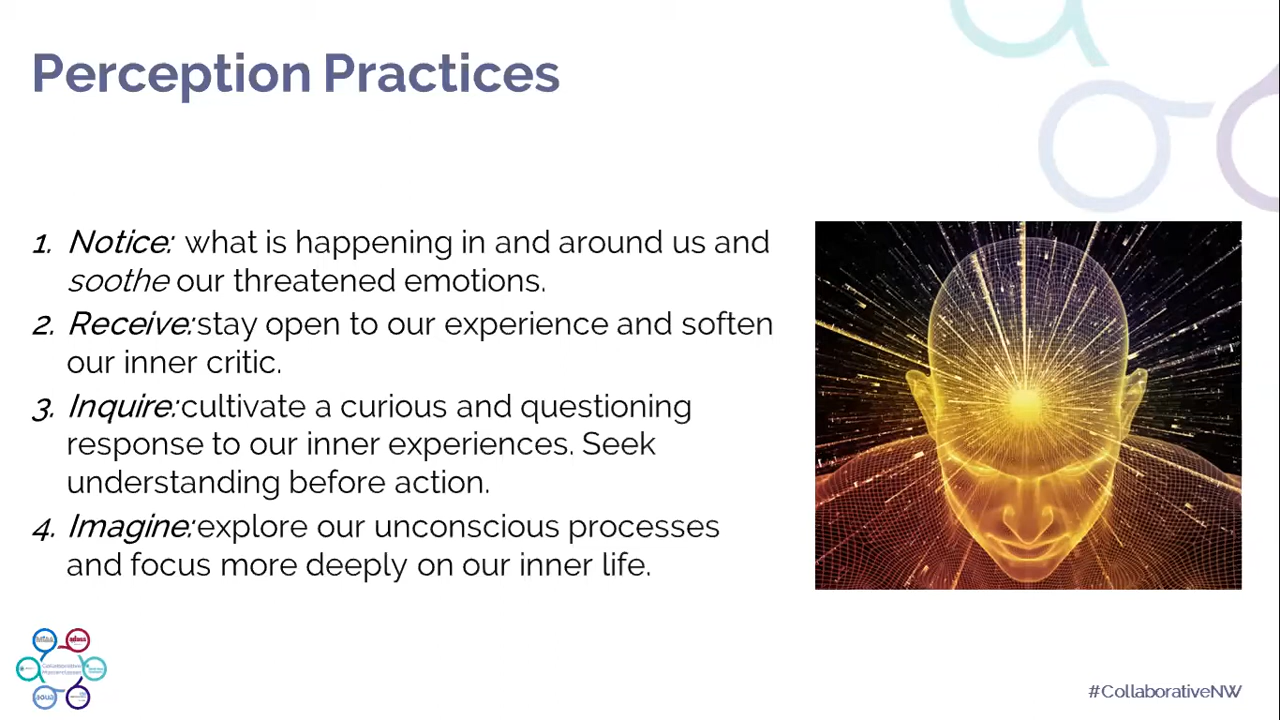 Perception Practices
1. Notice: what is happening in and around us and
soothe our threatened emotions.
2. Receive:stay open to our experience and soften
our inner critic.
3. Inquire:cultivate a curious and questioning
response to our inner experiences. Seek
understanding before action.
4. Imagine:explore our unconscious processes
and focus more deeply on our inner life.
#CollaborativeNW